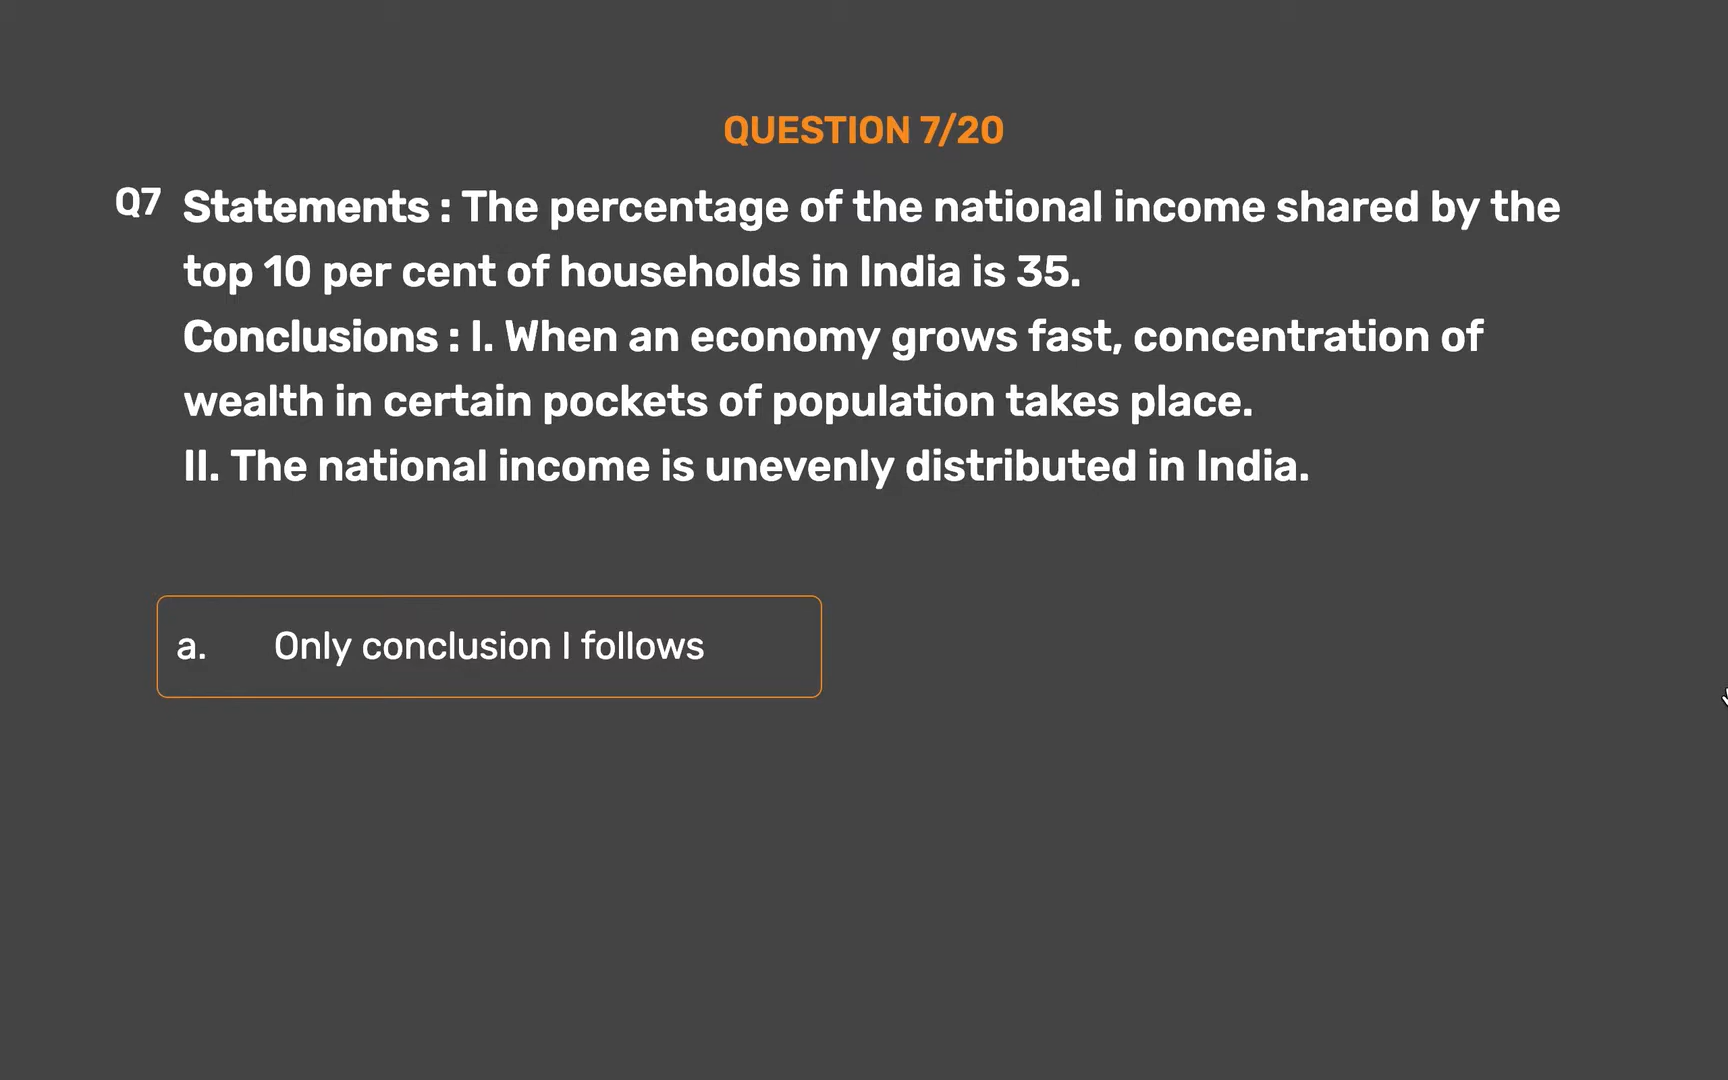 QUESTION 7/20
Q7 Statements : The percentage of the national income shared by the
top 10 per cent of households in India is 35.
Conclusions : I. When an economy grows fast, concentration of
wealth in certain pockets of population takes place.
II. The national income is unevenly distributed in India.
a. Only conclusion I follows